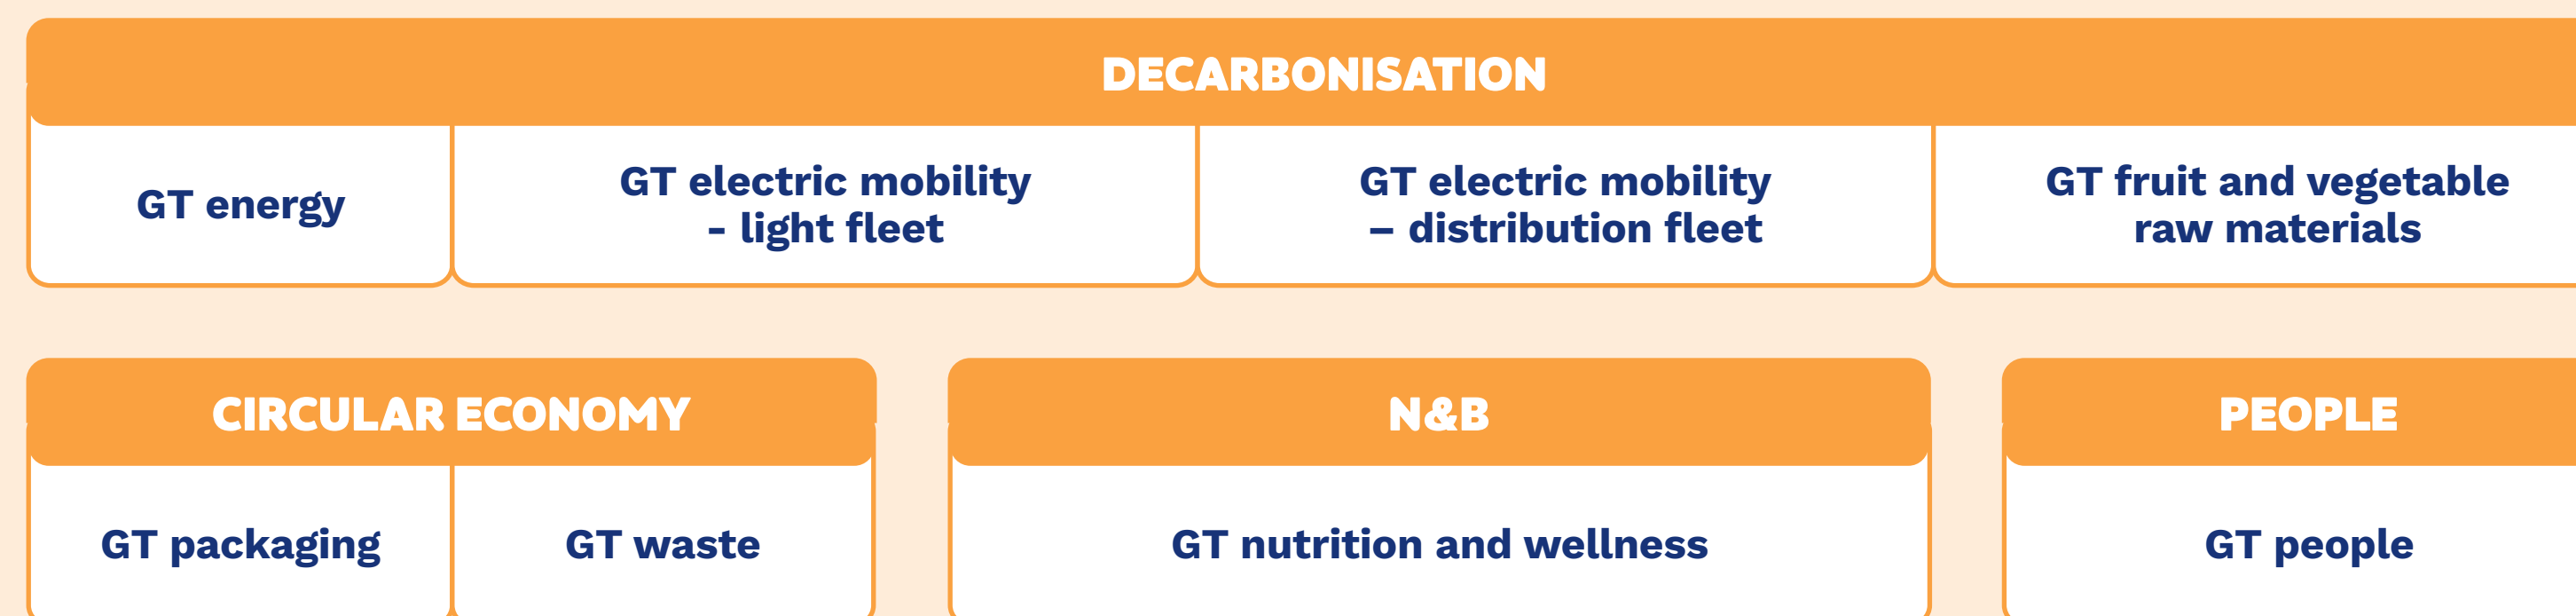 DECARBONISATION
GT energy
GT electric mobility
- light fleet
GT electric mobility
– distribution fleet
GT fruit and vegetable
raw materials
CIRCULAR ECONOMY
GT packaging
GT waste
N&B
GT nutrition and wellness
PEOPLE
GT people